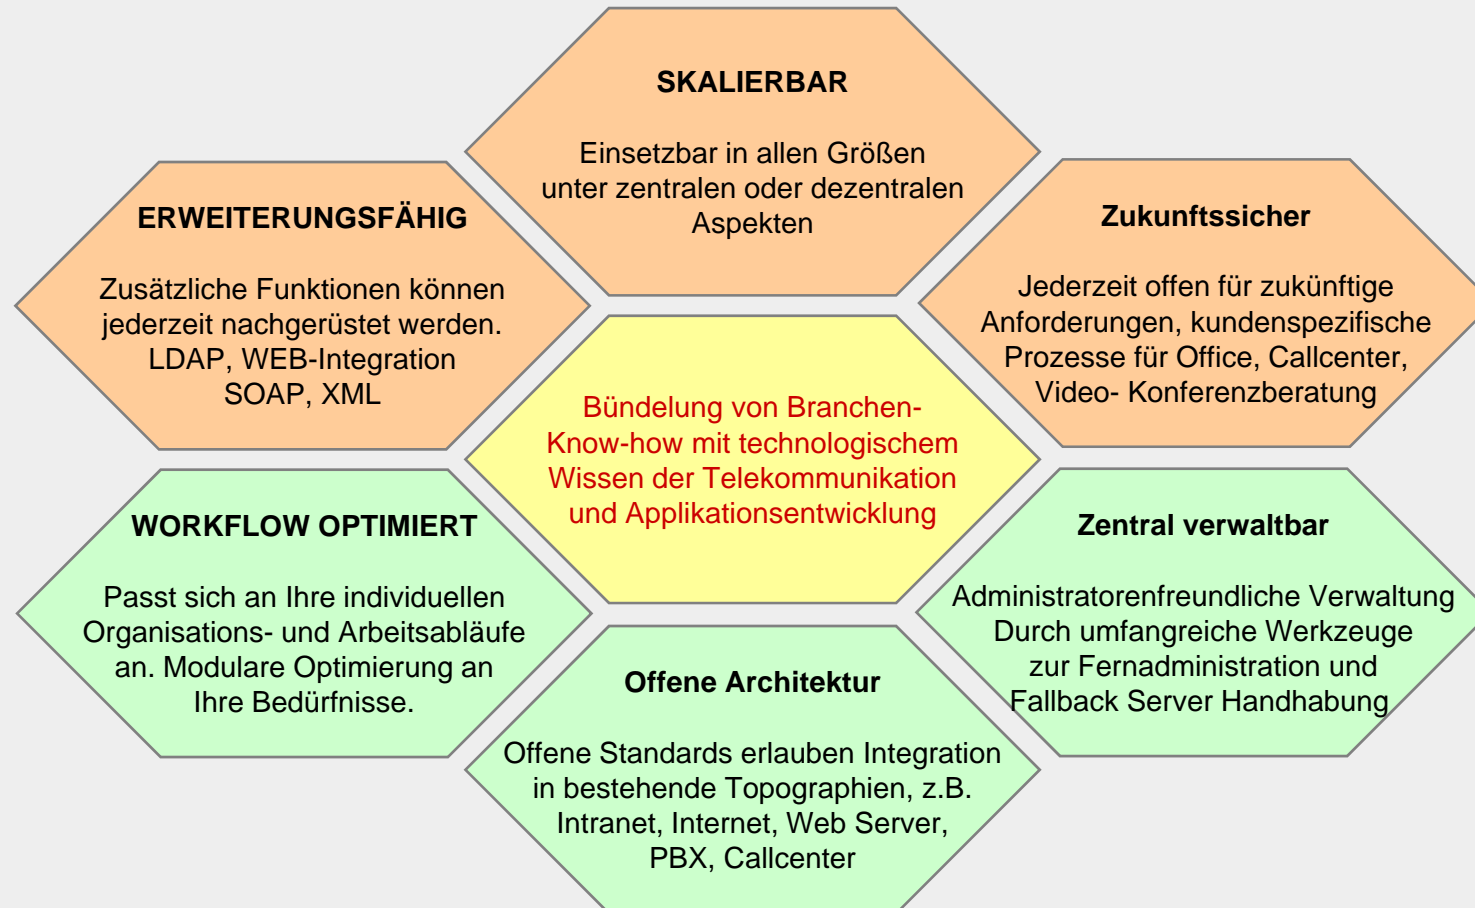 SKALIERBAR
Einsetzbar in allen Größen
unter zentralen oder dezentralen
Aspekten
ERWEITERUNGSFÄHIG
Zusätzliche Funktionen können
jederzeit nachgerüstet werden.
LDAP, WEB-Integration
SOAP, XML
Zukunftssicher
Jederzeit offen für zukünftige
Anforderungen, kundenspezifische
Prozesse für Office, Callcenter,
Video- Konferenzberatung
Bündelung von Branchen-
Know-how mit technologischem
Wissen der Telekommunikation
und Applikationsentwicklung
WORKFLOW OPTIMIERT
Passt sich an Ihre individuellen
Organisations- und Arbeitsabläufe
an. Modulare Optimierung an
Ihre Bedürfnisse.
Zentral verwaltbar
Administratorenfreundliche Verwaltung
Durch umfangreiche Werkzeuge
zur Fernadministration und
Fallback Server Handhabung
Offene Architektur
Offene Standards erlauben Integration
in bestehende Topographien, z.B.
Intranet, Internet, Web Server,
PBX, Callcenter